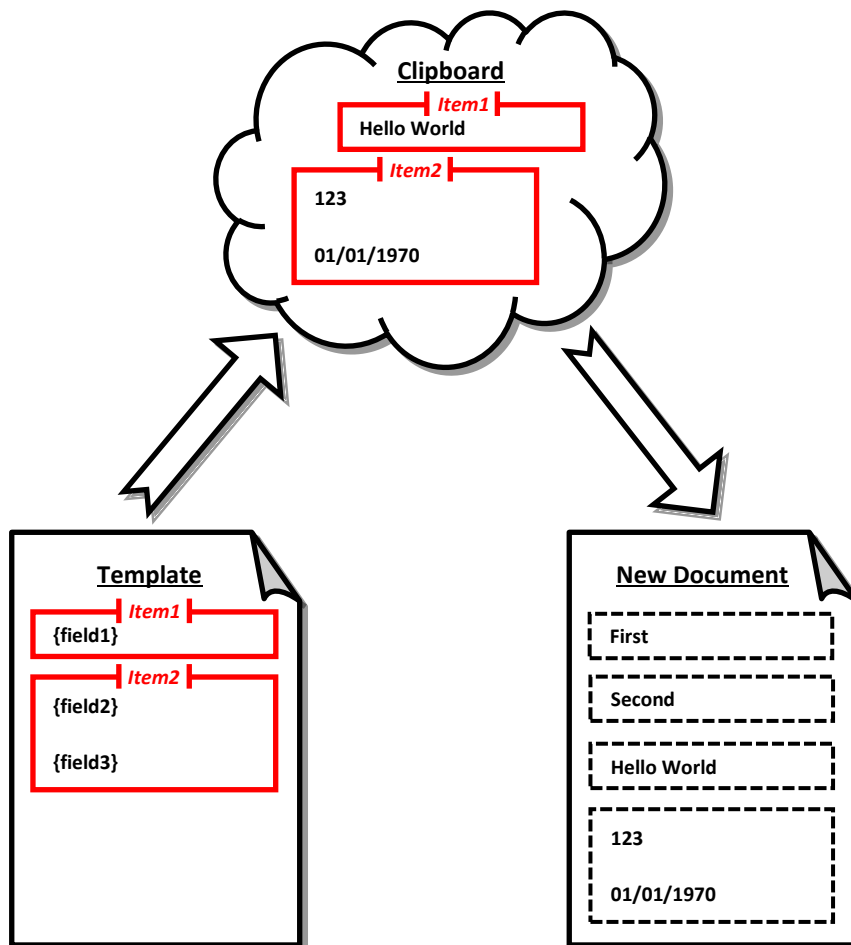 Clipboard
Item1
Hello World
Item2
123
01/01/1970
Template
Item1
{field1}
Item2
{field2}
{field3}
New Document
First
Second
Hello World
123
01/01/1970